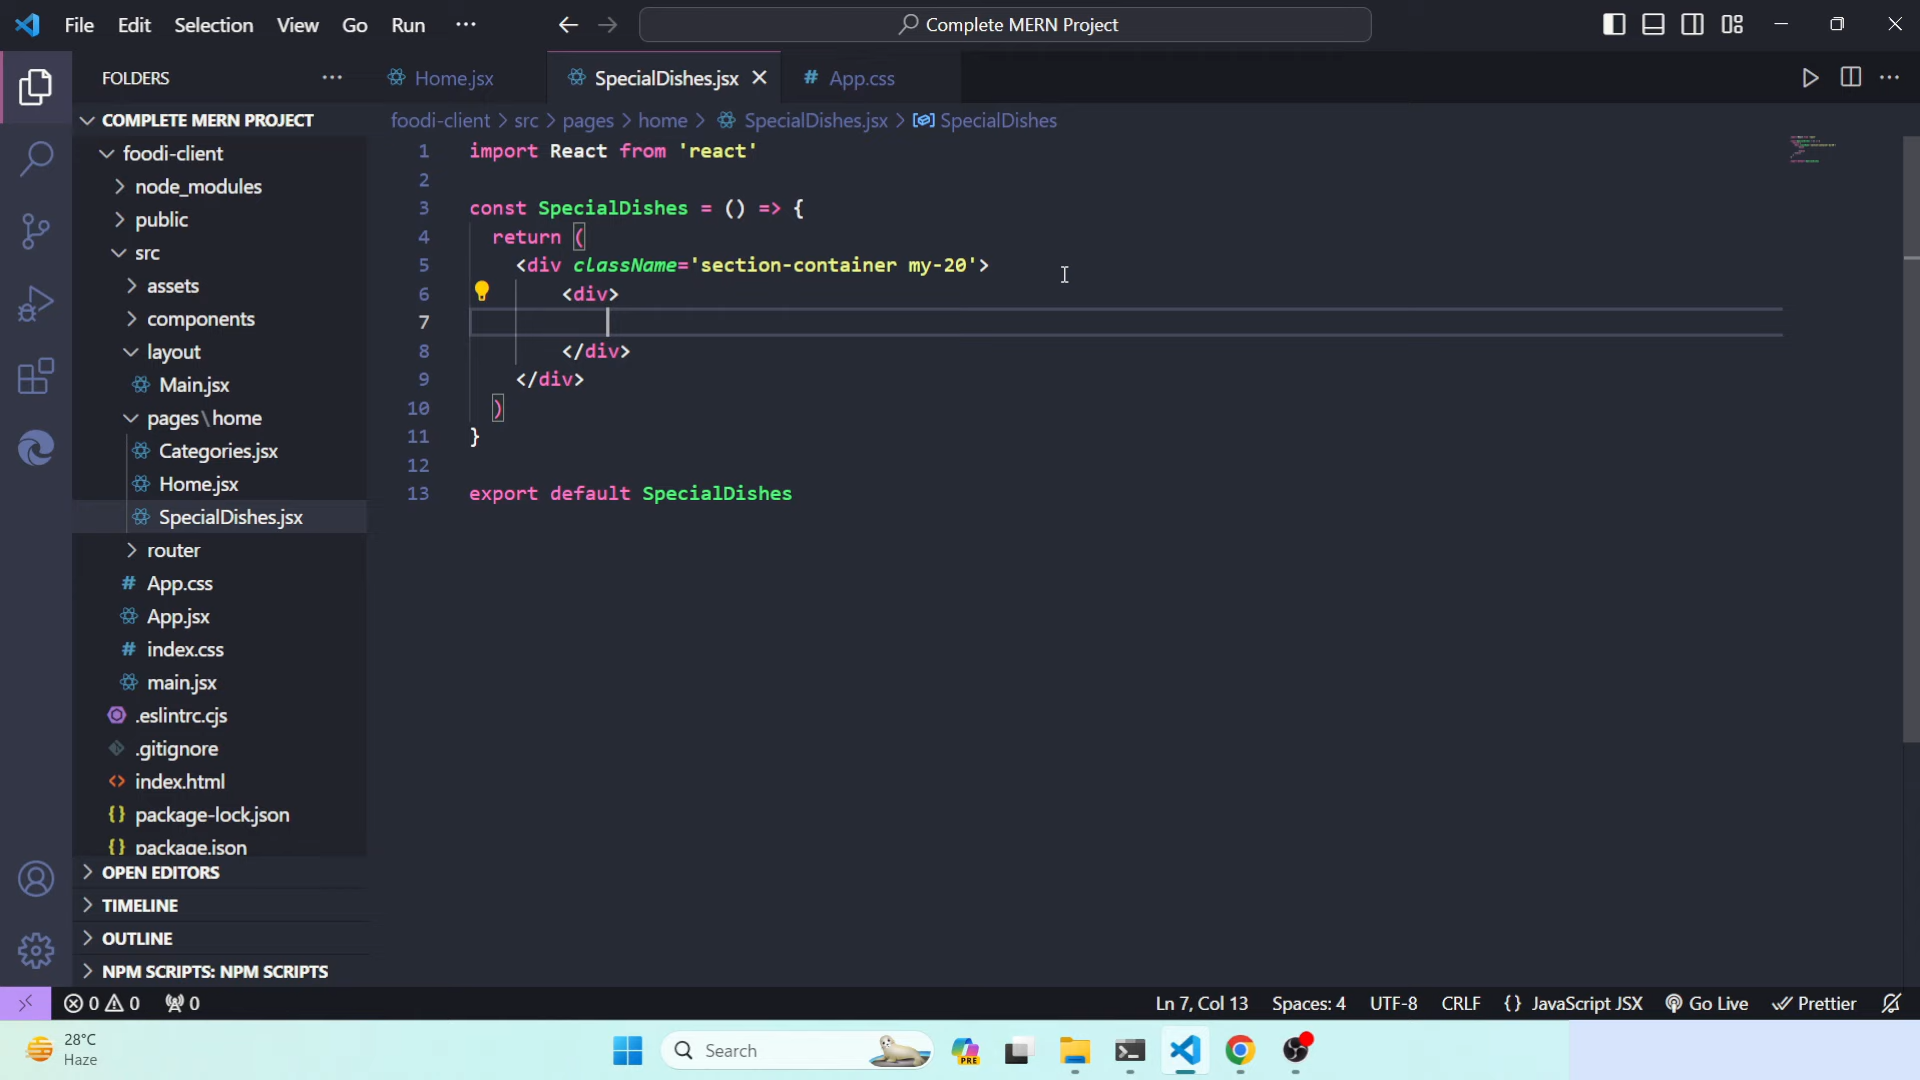 File Edit Selection View Go Run ···
Complete MERN Project
FOLDERS ···
Home.jsx
SpecialDishes.jsx
# App.css
COMPLETE MERN PROJECT
foodi-client
node_modules
public
src
assets
components
layout
Main.jsx
pages\home
Categories.jsx
Home.jsx
SpecialDishes.jsx
router
# App.css
App.jsx
# index.css
main.jsx
.eslintrc.cjs
.gitignore
<> index.html
{} package-lock.json
{} package.json
OPEN EDITORS
TIMELINE
OUTLINE
NPM SCRIPTS: NPM SCRIPTS
foodi-client > src > pages > home > SpecialDishes.jsx > SpecialDishes
1 import React from 'react'
2
3 const SpecialDishes = () => {
4 return (
5 <div className='section-container my-20'>
6 <div>
7
8 </div>
9 </div>
10 )
11 }
12
13 export default SpecialDishes
0 0 0
Ln 7, Col 13 Spaces: 4 UTF-8 CRLF {} JavaScript JSX Go Live Prettier
28°C
Haze
Search
PRE